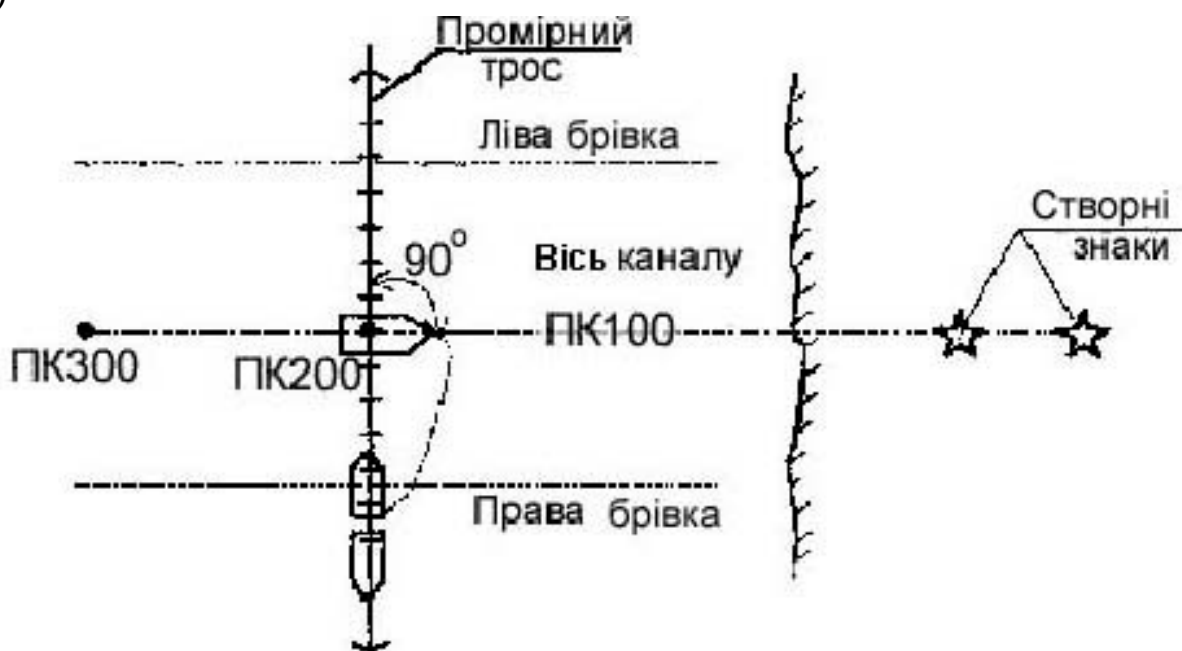 )
Промірний
трос
Ліва брівка
Створні
знаки
90°
Вісь каналу
ПК100
ПК300
ПК200
Права брівка